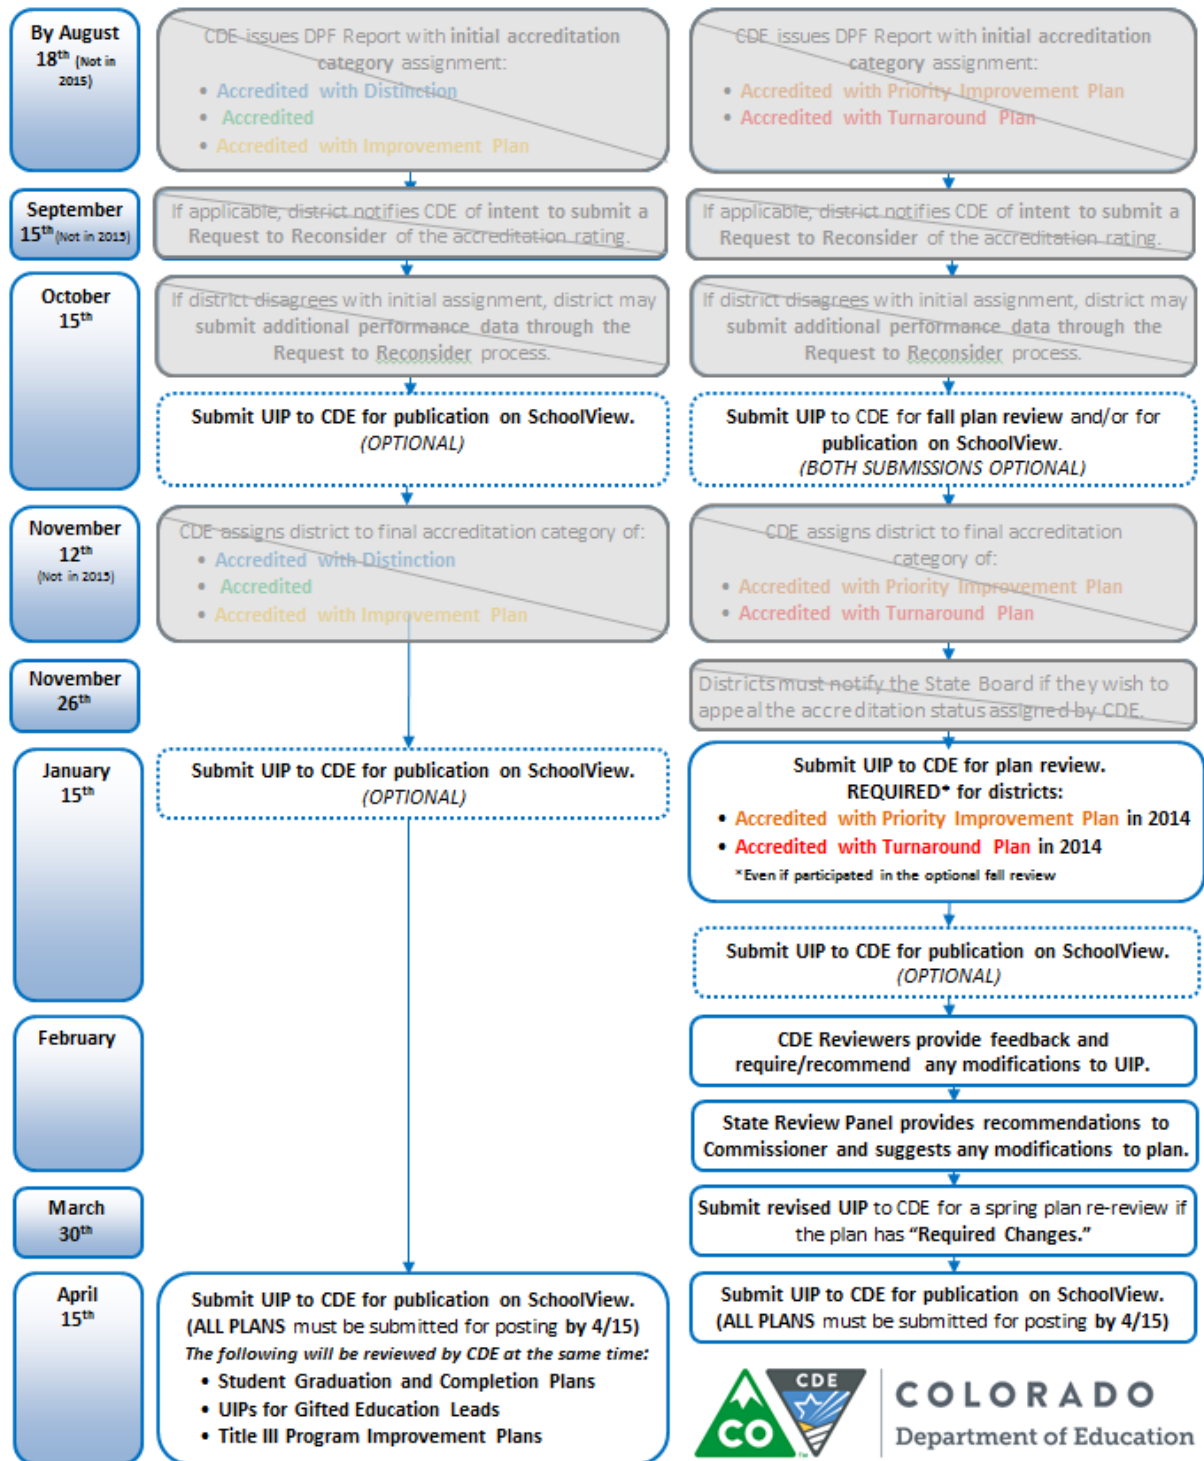 By August
18th (Not in
2015)
CDE issues DPF Report with initial accreditation
category assignment:
• Accredited with Distinction
• Accredited
• Accredited with Improvement Plan
CDE issues DPF Report with initial accreditation
category assignment:
• Accredited with Priority Improvement Plan
• Accredited with Turnaround Plan
September
15th (Not in 2015)
If applicable, district notifies CDE of intent to submit a
Request to Reconsider of the accreditation rating.
If applicable, district notifies CDE of intent to submit a
Request to Reconsider of the accreditation rating.
October
15th
If district disagrees with initial assignment, district may
submit additional performance data through the
Request to Reconsider process.
If district disagrees with initial assignment, district may
submit additional performance data through the
Request to Reconsider process.
Submit UIP to CDE for publication on SchoolView.
(OPTIONAL)
Submit UIP to CDE for fall plan review and/or for
publication on SchoolView.
(BOTH SUBMISSIONS OPTIONAL)
November
12th
(Not in 2015)
CDE assigns district to final accreditation category of:
• Accredited with Distinction
• Accredited
• Accredited with Improvement Plan
CDE assigns district to final accreditation
category of:
• Accredited with Priority Improvement Plan
• Accredited with Turnaround Plan
November
26th
Districts must notify the State Board if they wish to
appeal the accreditation status assigned by CDE.
January
15th
Submit UIP to CDE for publication on SchoolView.
(OPTIONAL)
Submit UIP to CDE for plan review.
REQUIRED* for districts:
• Accredited with Priority Improvement Plan in 2014
• Accredited with Turnaround Plan in 2014
*Even if participated in the optional fall review
Submit UIP to CDE for publication on SchoolView.
(OPTIONAL)
February
CDE Reviewers provide feedback and
require/recommend any modifications to UIP.
State Review Panel provides recommendations to
Commissioner and suggests any modifications to plan.
March
30th
Submit revised UIP to CDE for a spring plan re-review if
the plan has “Required Changes.”
April
15th
Submit UIP to CDE for publication on SchoolView.
(ALL PLANS must be submitted for posting by 4/15)
The following will be reviewed by CDE at the same time:
• Student Graduation and Completion Plans
• UIPs for Gifted Education Leads
• Title III Program Improvement Plans
Submit UIP to CDE for publication on SchoolView.
(ALL PLANS must be submitted for posting by 4/15)
CO
TM
CDE
COLORADO
Department of Education